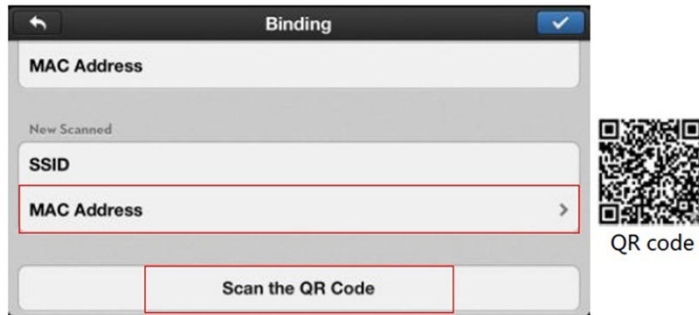 Binding
MAC Address
New Scanned
SSID
MAC Address
Scan the QR Code
QR code